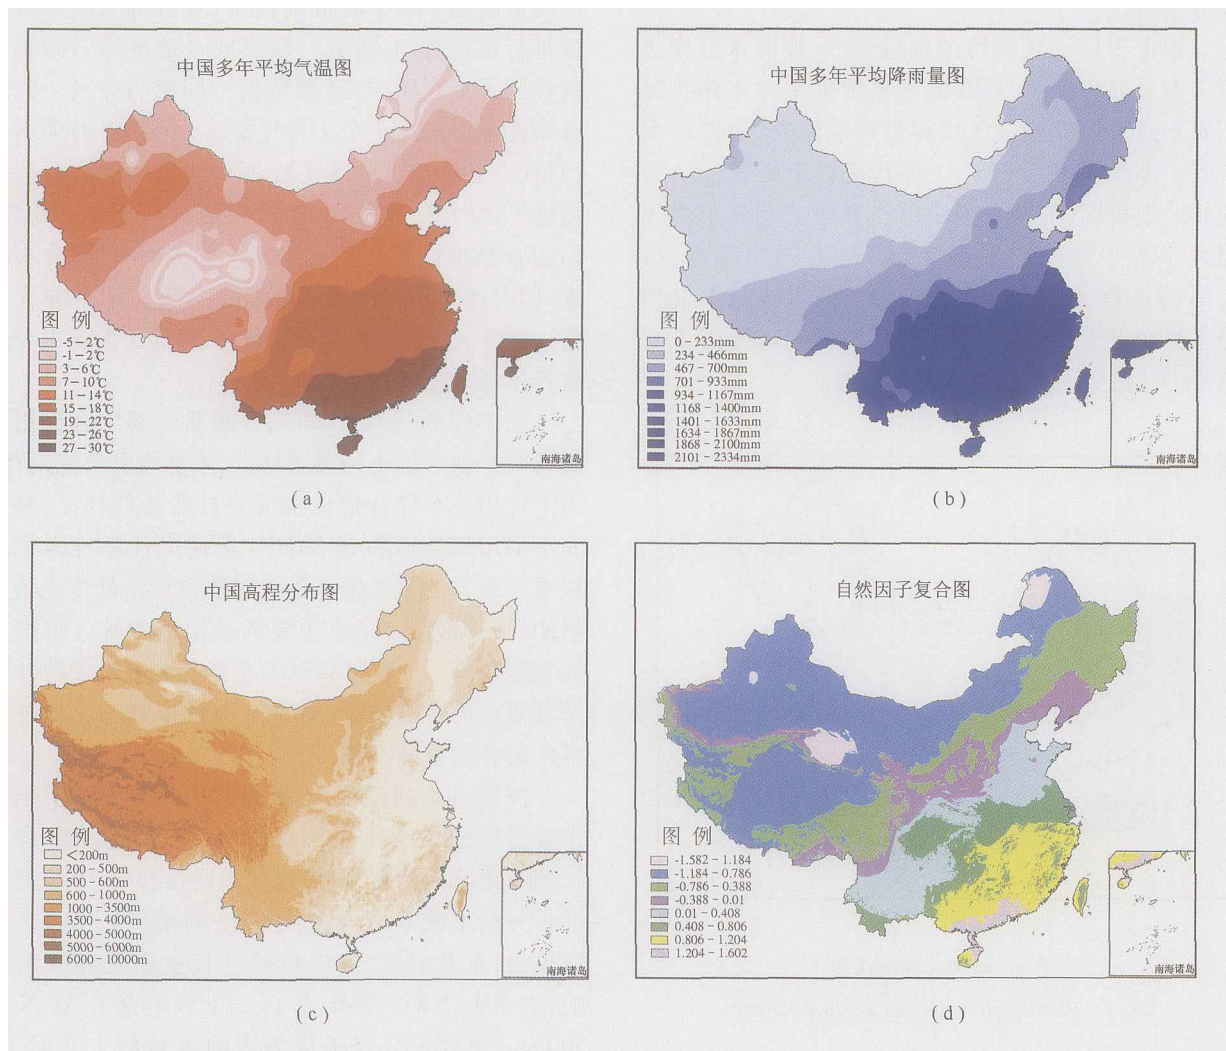 中国多年平均气温图
图 例
-5－2℃
-1－2℃
3－6℃
7－10℃
11－14℃
15－18℃
19－22℃
23－26℃
27－30℃
南海诸岛
(a)
中国多年平均降雨量图
图 例
0－233mm
234－466mm
467－700mm
701－933mm
934－1167mm
1168－1400mm
1401－1633mm
1634－1867mm
1868－2100mm
2101－2334mm
南海诸岛
(b)
中国高程分布图
图 例
<200m
200－500m
500－600m
600－1000m
1000－3500m
3500－4000m
4000－5000m
5000－6000m
6000－10000m
南海诸岛
(c)
自然因子复合图
图 例
-1.582－1.184
-1.184－0.786
-0.786－0.388
-0.388－0.01
0.01－0.408
0.408－0.806
0.806－1.204
1.204－1.602
南海诸岛
(d)